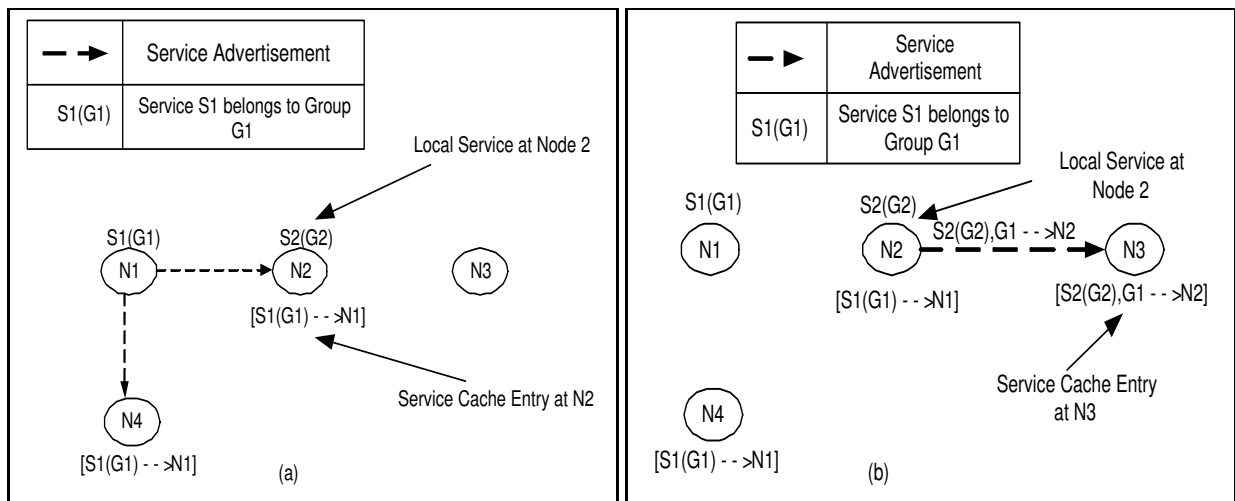 Service Advertisement
S1(G1)
Service S1 belongs to Group
G1
Local Service at Node 2
S1(G1)
S2(G2)
N1
N2
N3
[S1(G1) - - >N1]
Service Cache Entry at N2
N4
[S1(G1) - - >N1]
(a)
Service
Advertisement
S1(G1)
Service S1 belongs to
Group G1
Local Service at
Node 2
S1(G1)
S2(G2)
S2(G2),G1 - - >N2
N1
N2
N3
[S1(G1) - - >N1]
[S2(G2),G1 - - >N2]
Service Cache Entry
at N3
N4
[S1(G1) - - >N1]
(b)